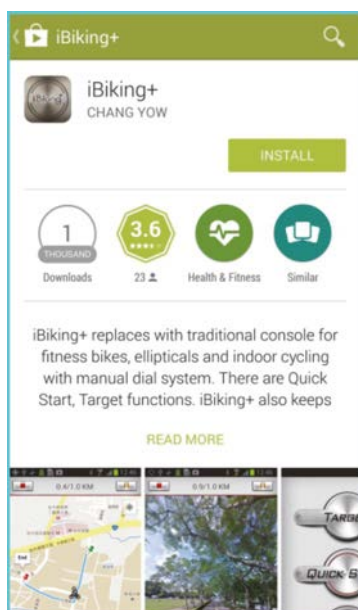 iBiking+
iBiking+
iBiking+
CHANG YOW
INSTALL
1
THOUSAND
Downloads
3.6
23
Health & Fitness
Similar
iBiking+ replaces with traditional console for
fitness bikes, ellipticals and indoor cycling
with manual dial system. There are Quick
Start, Target functions. iBiking+ also keeps
READ MORE
0.4/1.0 KM
0.9/1.0 KM
End
TARGE
QUICK S